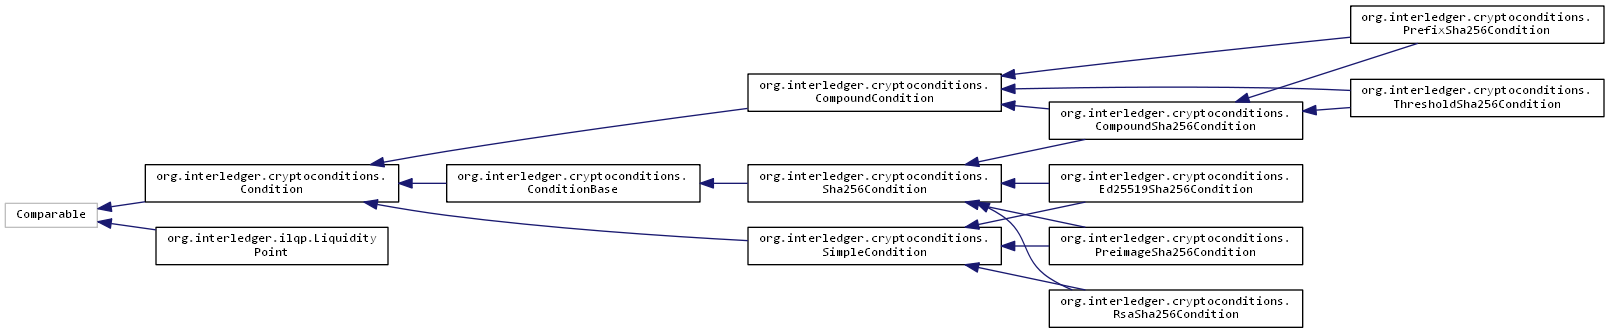 org.interledger.cryptoconditions.
PrefixSha256Condition
org.interledger.cryptoconditions.
CompoundCondition
org.interledger.cryptoconditions.
ThresholdSha256Condition
org.interledger.cryptoconditions.
CompoundSha256Condition
org.interledger.cryptoconditions.
Condition
org.interledger.cryptoconditions.
ConditionBase
org.interledger.cryptoconditions.
Sha256Condition
org.interledger.cryptoconditions.
Ed25519Sha256Condition
Comparable
org.interledger.ilqp.Liquidity
Point
org.interledger.cryptoconditions.
SimpleCondition
org.interledger.cryptoconditions.
PreimageSha256Condition
org.interledger.cryptoconditions.
RsaSha256Condition